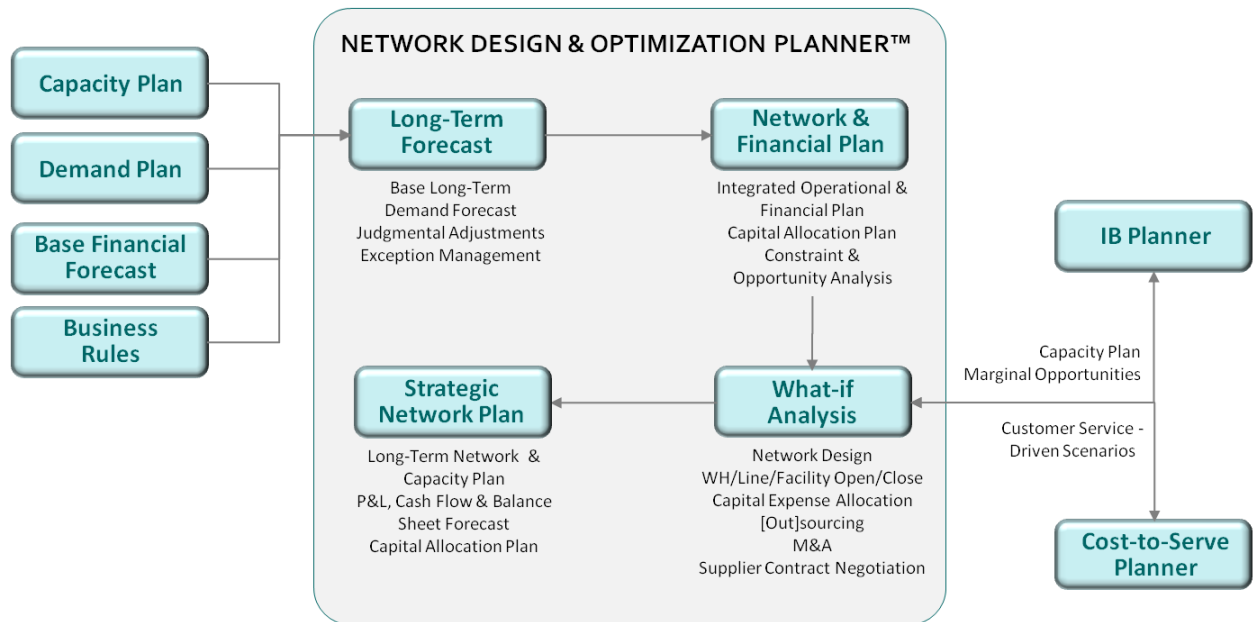 NETWORK DESIGN & OPTIMIZATION PLANNER™
Capacity Plan
Demand Plan
Base Financial
Forecast
Business
Rules
Long-Term
Forecast
Base Long-Term
Demand Forecast
Judgmental Adjustments
Exception Management
Network &
Financial Plan
Integrated Operational &
Financial Plan
Capital Allocation Plan
Constraint &
Opportunity Analysis
What-if
Analysis
Network Design
WH/Line/Facility Open/Close
Capital Expense Allocation
[Out]sourcing
M&A
Supplier Contract Negotiation
Strategic
Network Plan
Long-Term Network &
Capacity Plan
P&L, Cash Flow & Balance
Sheet Forecast
Capital Allocation Plan
IB Planner
Capacity Plan
Marginal Opportunities
Customer Service -
Driven Scenarios
Cost-to-Serve
Planner